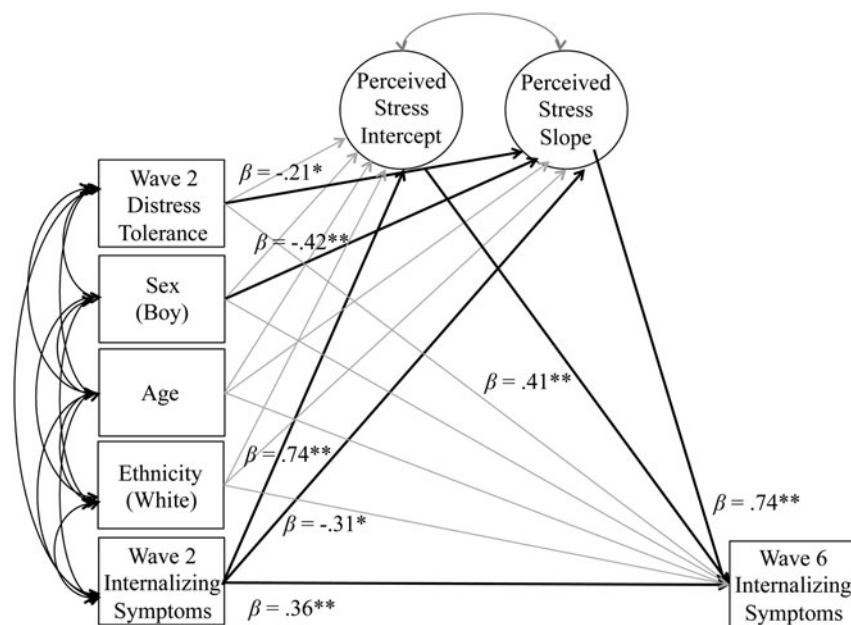 Perceived
Stress
Intercept
Perceived
Stress
Slope
Wave 2
Distress
Tolerance
β = -.21*
β = -.42**
Sex
(Boy)
Age
β = .41**
Ethnicity
(White)
β = .74**
β = -.31*
β = .74**
Wave 2
Internalizing
Symptoms
β = .36**
Wave 6
Internalizing
Symptoms